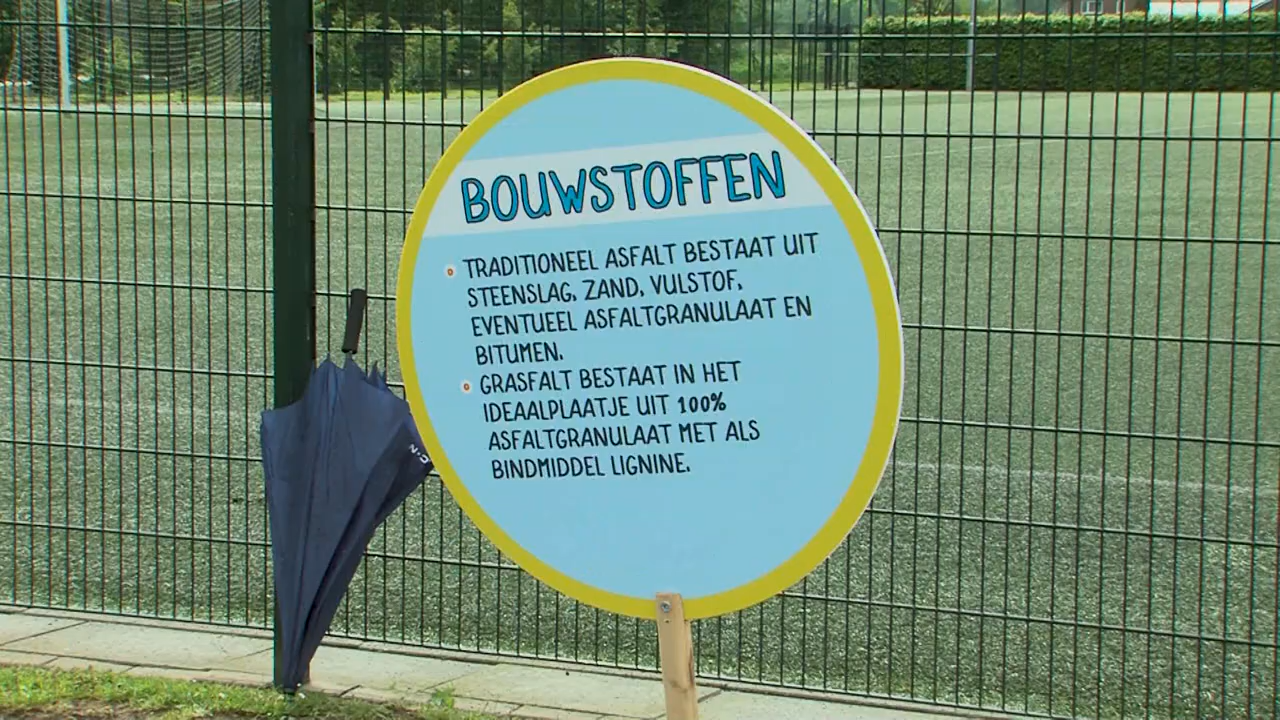 BOUWSTOFFEN
TRADITIONEEL ASFALT BESTAAT UIT
STEENSLAG, ZAND, VULSTOF,
EVENTUEEL ASFALTGRANULAAT EN
BITUMEN.
GRASFALT BESTAAT IN HET
IDEAALPLAATJE UIT 100%
ASFALTGRANULAAT MET ALS
BINDMIDDEL LIGNINE.